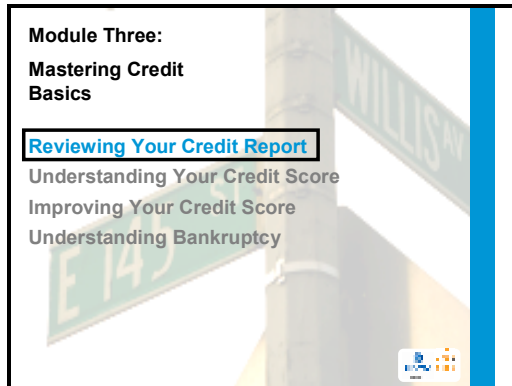 Module Three:
Mastering Credit
Basics
Reviewing Your Credit Report
Understanding Your Credit Score
Improving Your Credit Score
Understanding Bankruptcy
WILLIS AV
E 145 ST